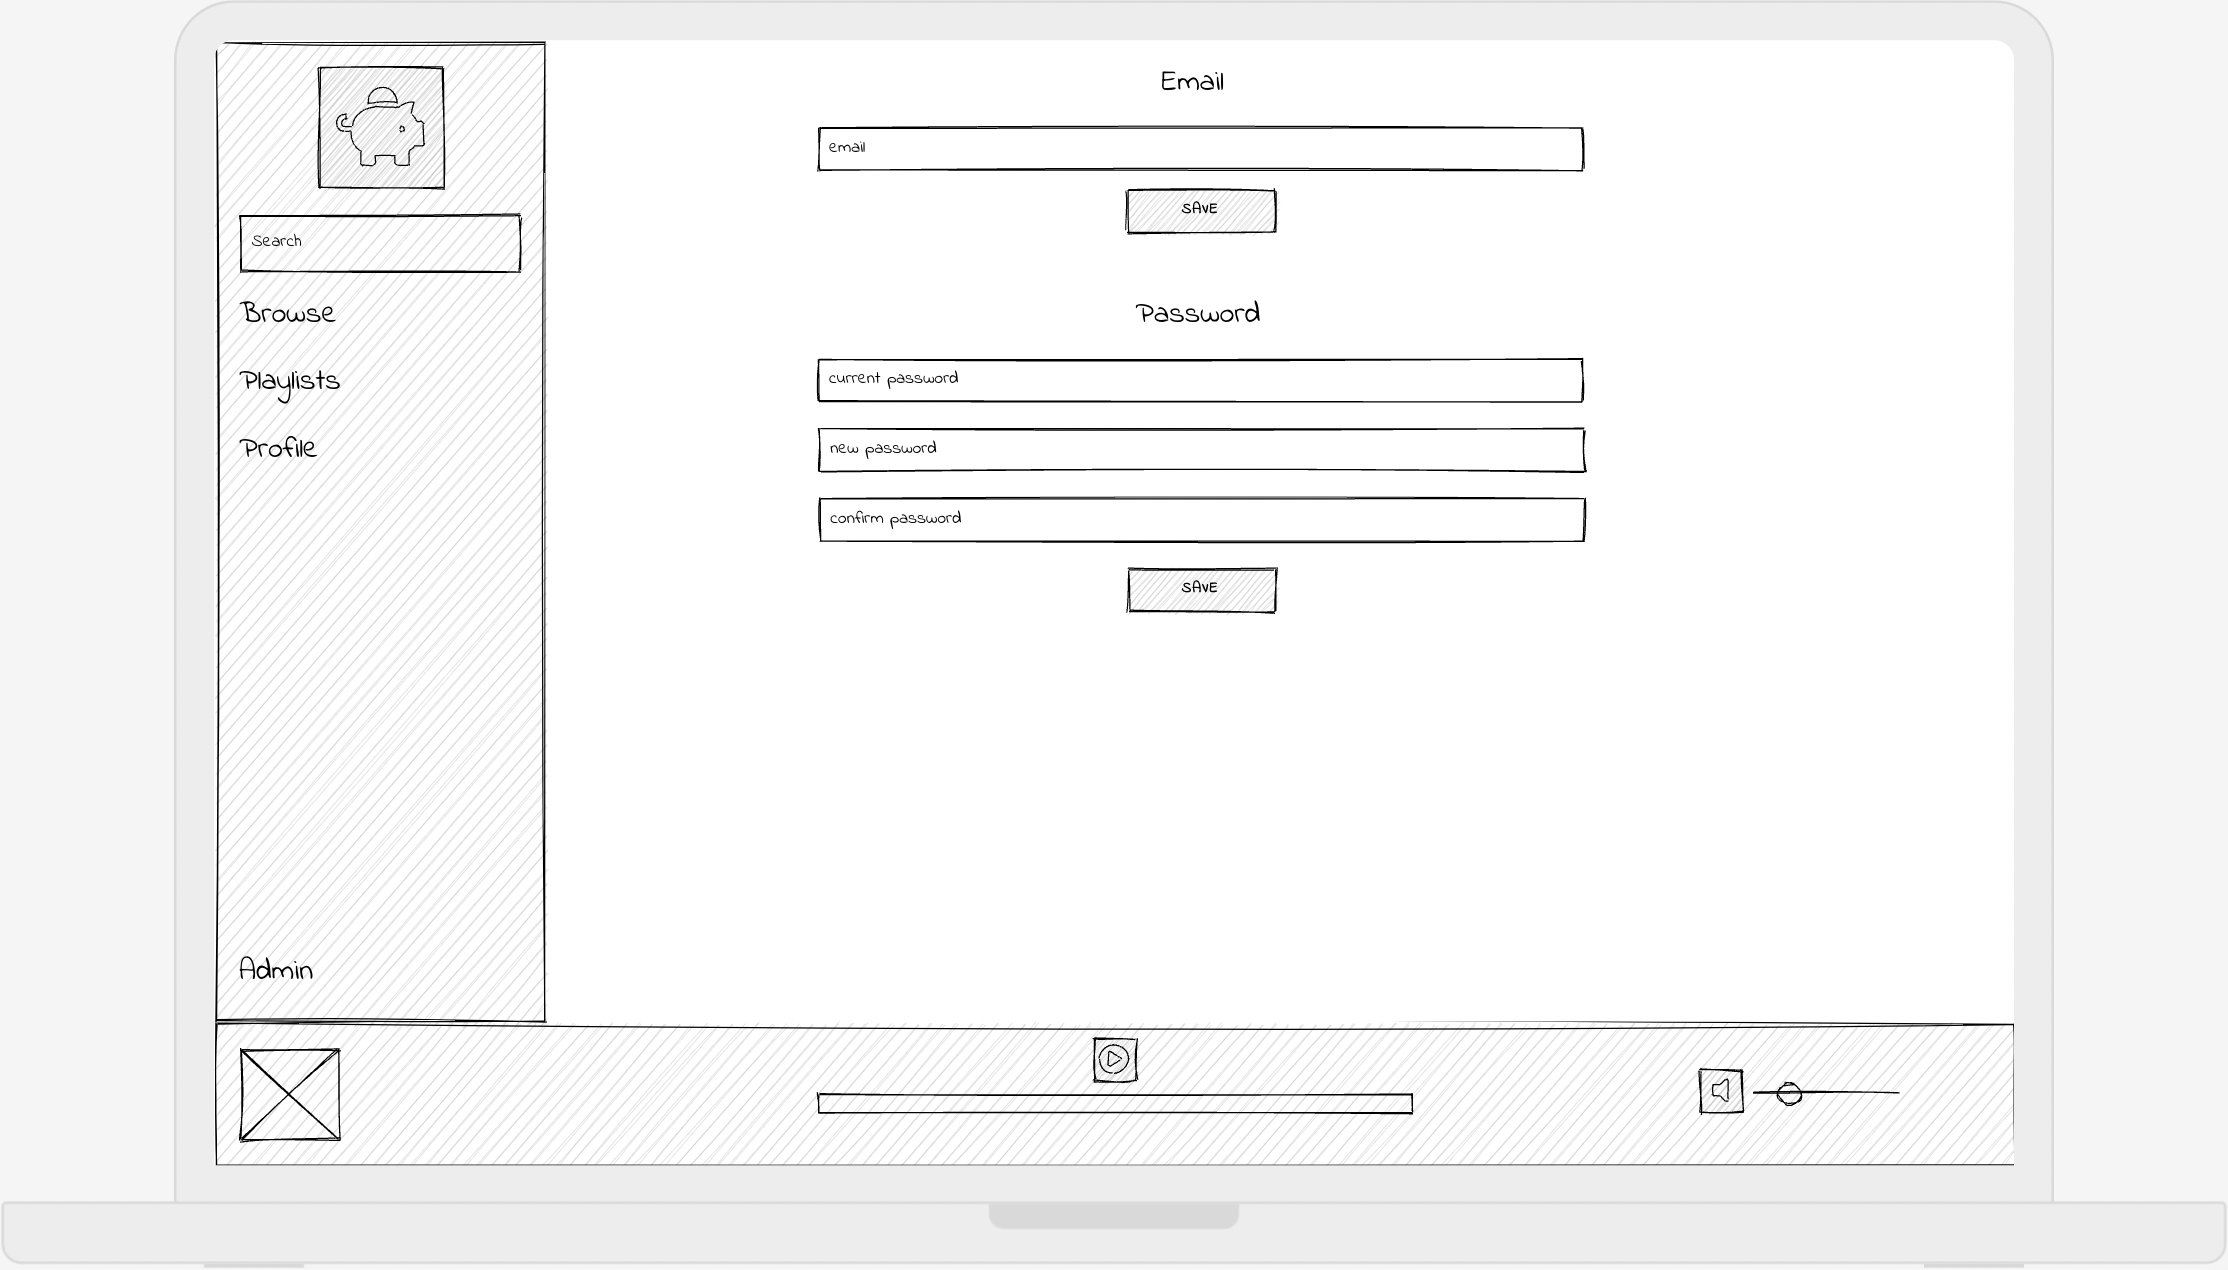 Search
Browse
Playlists
Profile
Admin
Email
email
SAVE
Password
current password
new password
confirm password
SAVE